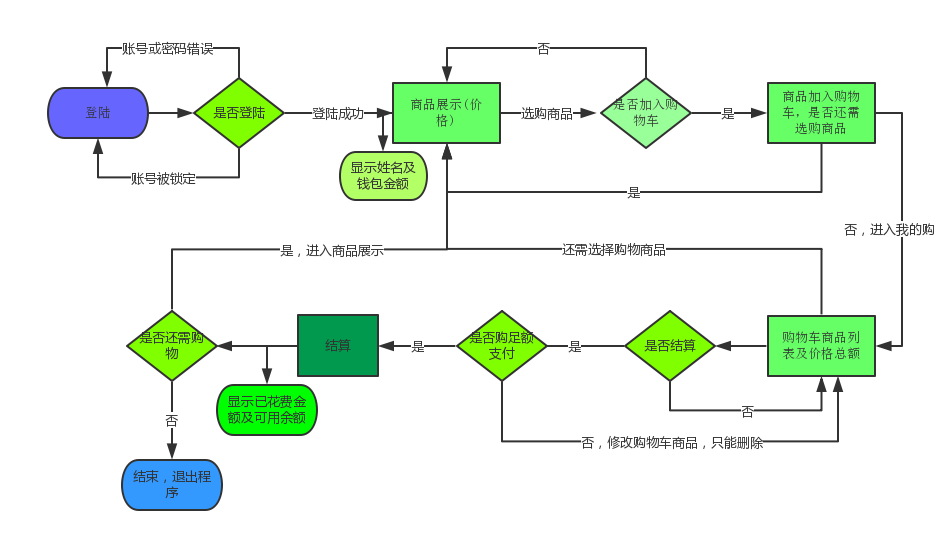 账号或密码错误
否
登陆
是否登陆
登陆成功
商品展示(价
格)
选购商品
是否加入购
物车
是
商品加入购物
车，是否还需
选购商品
账号被锁定
显示姓名及
钱包金额
是
否，进入我的购
是，进入商品展示
还需选择购物商品
是否还需购
物
结算
是
是否购足额
支付
是
是否结算
购物车商品列
表及价格总额
显示已花费金
额及可用余额
否
否
否，修改购物车商品，只能删除
结束，退出程
序